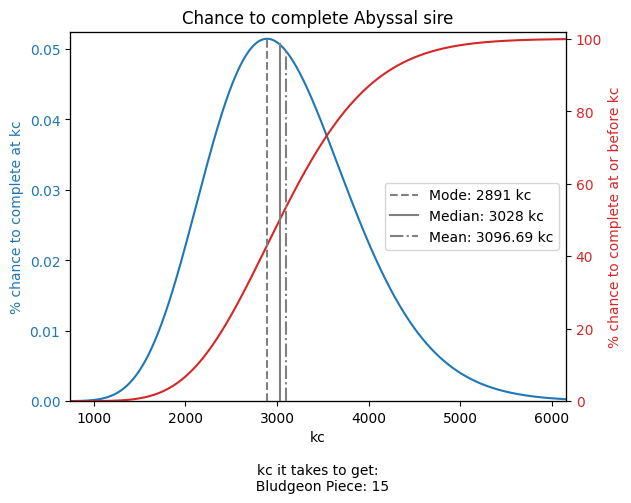 Chance to complete Abyssal sire
% chance to complete at kc
0.05
0.04
0.03
0.02
0.01
0.00
100
80
60
40
20
0
% chance to complete at or before kc
Mode: 2891 kc
Median: 3028 kc
Mean: 3096.69 kc
1000 2000 3000 4000 5000 6000
kc
kc it takes to get:
Bludgeon Piece: 15